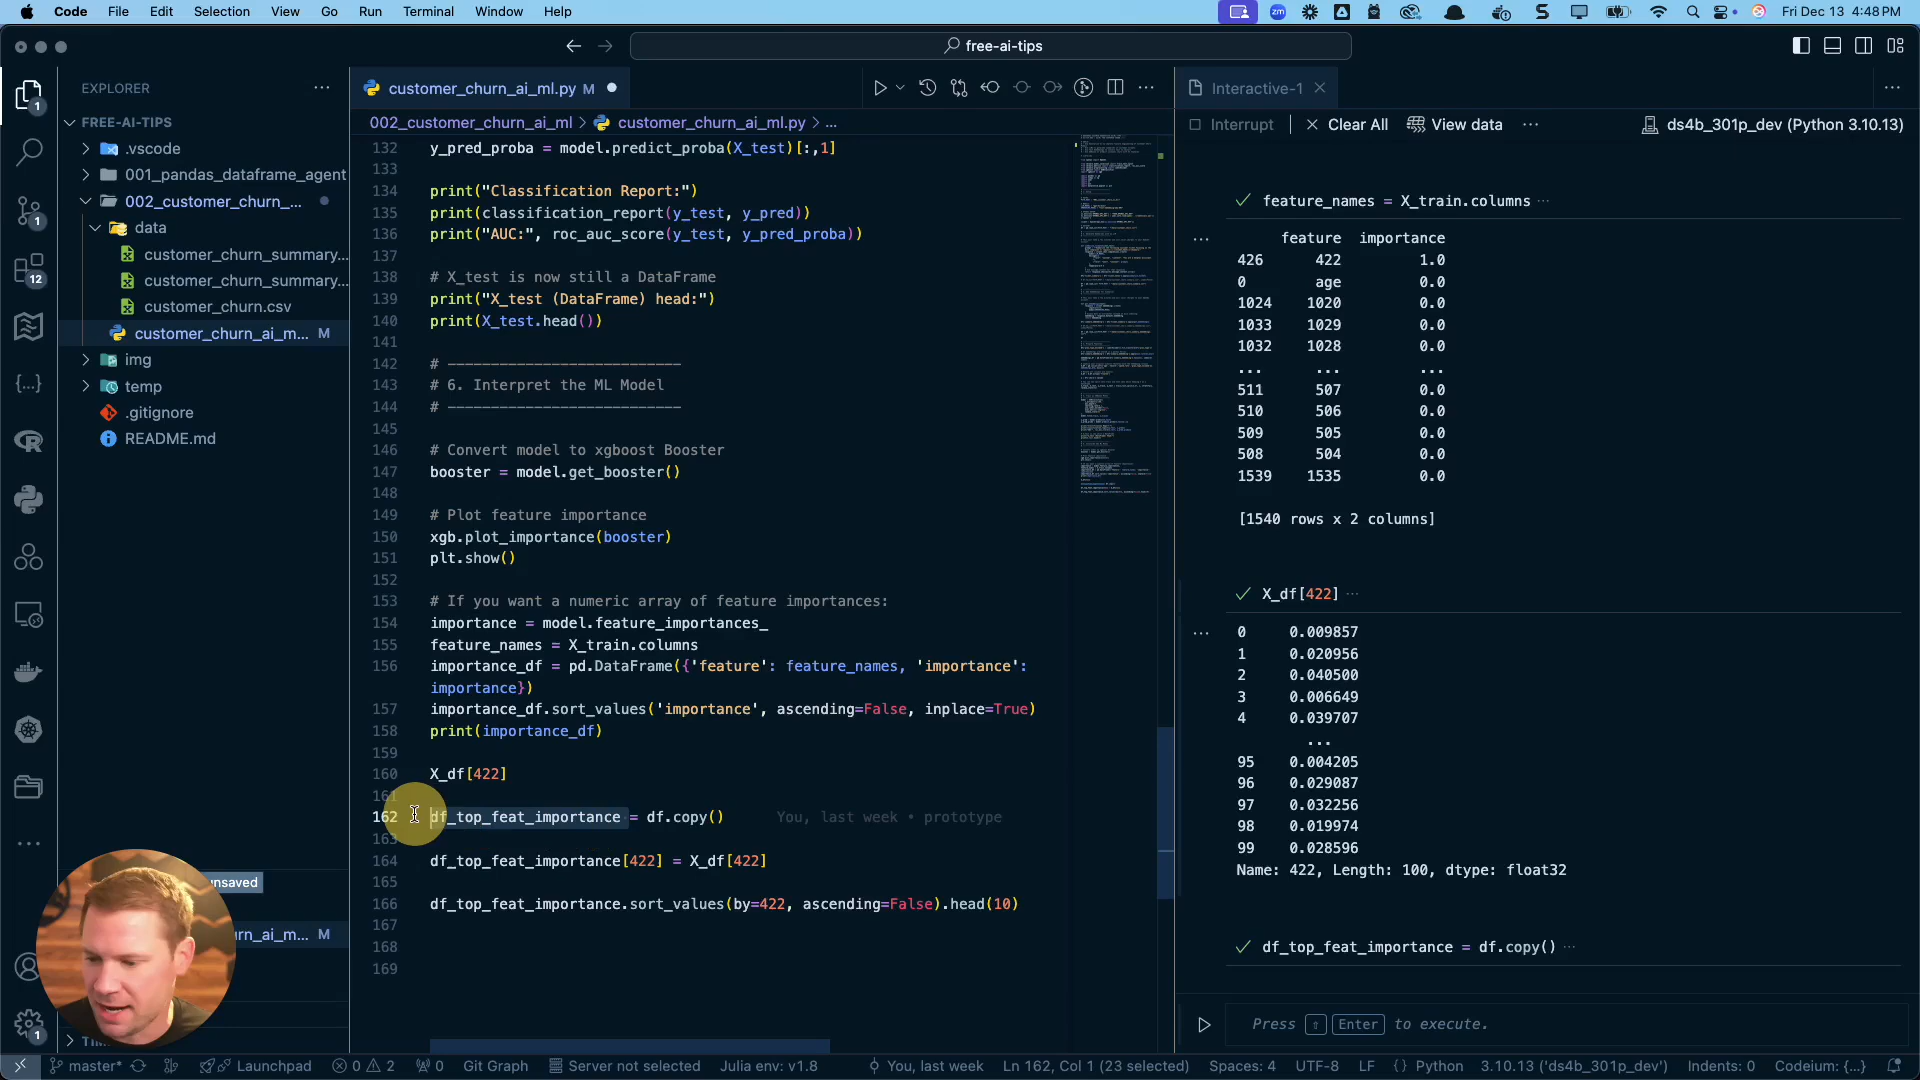 Code File Edit Selection View Go Run Terminal Window Help
zm
Fri Dec 13 4:48 PM
free-ai-tips
EXPLORER
customer_churn_ai_ml.py M
Interactive-1
FREE-AI-TIPS
002_customer_churn_ai_ml > customer_churn_ai_ml.py > ...
Interrupt | Clear All View data ... ds4b_301p_dev (Python 3.10.13)
1
1
12
1
.vscode
001_pandas_dataframe_agent
002_customer_churn_...
data
customer_churn_summary...
customer_churn_summary...
customer_churn.csv
customer_churn_ai_m... M
img
temp
.gitignore
README.md
unsaved
rn_ai_m... M
132 y_pred_proba = model.predict_proba(X_test)[:,1]
133
134 print("Classification Report:")
135 print(classification_report(y_test, y_pred))
136 print("AUC:", roc_auc_score(y_test, y_pred_proba))
137
138 # X_test is now still a DataFrame
139 print("X_test (DataFrame) head:")
140 print(X_test.head())
141
142 # ---------------------------
143 # 6. Interpret the ML Model
144 # ---------------------------
145
146 # Convert model to xgboost Booster
147 booster = model.get_booster()
148
149 # Plot feature importance
150 xgb.plot_importance(booster)
151 plt.show()
152
153 # If you want a numeric array of feature importances:
154 importance = model.feature_importances_
155 feature_names = X_train.columns
156 importance_df = pd.DataFrame({'feature': feature_names, 'importance':
importance})
157 importance_df.sort_values('importance', ascending=False, inplace=True)
158 print(importance_df)
159
160 X_df[422]
161
162 df_top_feat_importance = df.copy() You, last week • prototype
163
164 df_top_feat_importance[422] = X_df[422]
165
166 df_top_feat_importance.sort_values(by=422, ascending=False).head(10)
167
168
169
feature_names = X_train.columns ...
feature importance
426 422 1.0
0 age 0.0
1024 1020 0.0
1033 1029 0.0
1032 1028 0.0
... ... ...
511 507 0.0
510 506 0.0
509 505 0.0
508 504 0.0
1539 1535 0.0
[1540 rows x 2 columns]
X_df[422] ...
0 0.009857
1 0.020956
2 0.040500
3 0.006649
4 0.039707
...
95 0.004205
96 0.029087
97 0.032256
98 0.019974
99 0.028596
Name: 422, Length: 100, dtype: float32
df_top_feat_importance = df.copy() ...
Press ⇧ Enter to execute.
master* Launchpad 0 2 0 Git Graph Server not selected Julia env: v1.8 You, last week Ln 162, Col 1 (23 selected) Spaces: 4 UTF-8 LF {} Python 3.10.13 ('ds4b_301p_dev') Indents: 0 Codeium: {...}